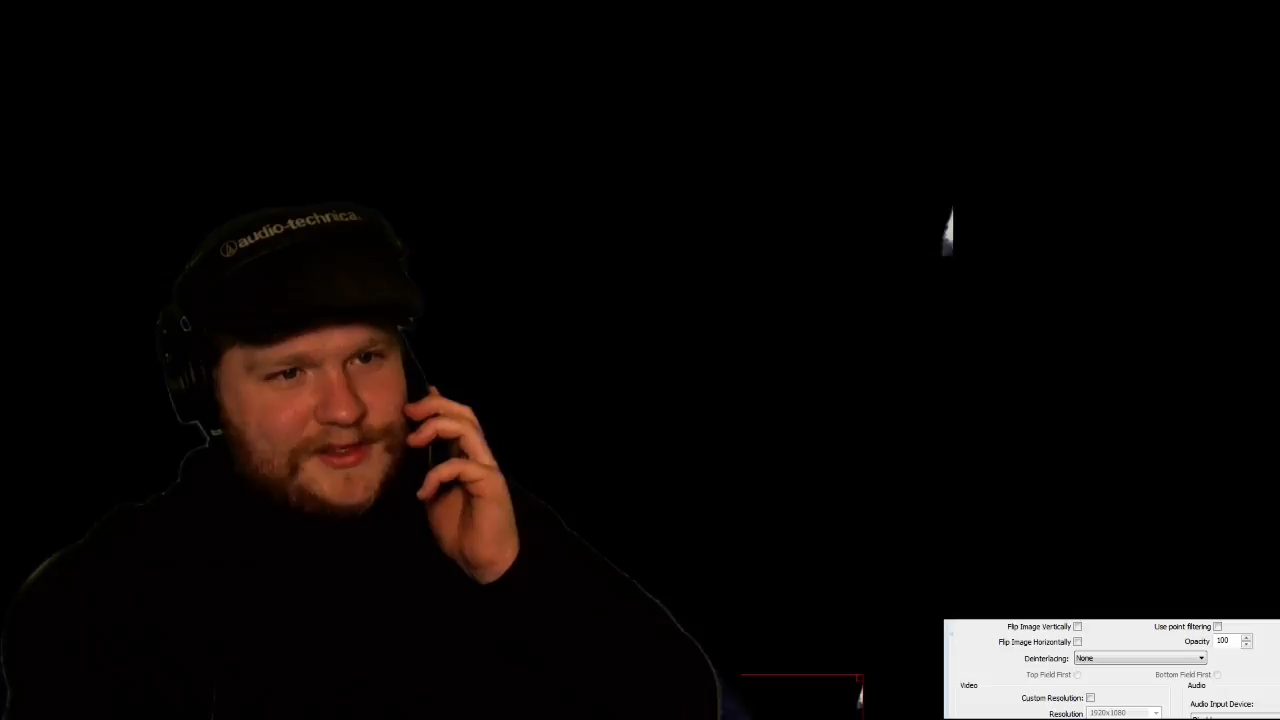 audio-technica.
Flip Image Vertically
Use point filtering
Flip Image Horizontally
Opacity 100
Deinterlacing: None
Top Field First
Bottom Field First
Video
Audio
Custom Resolution:
Audio Input Device:
Resolution 1920x1080